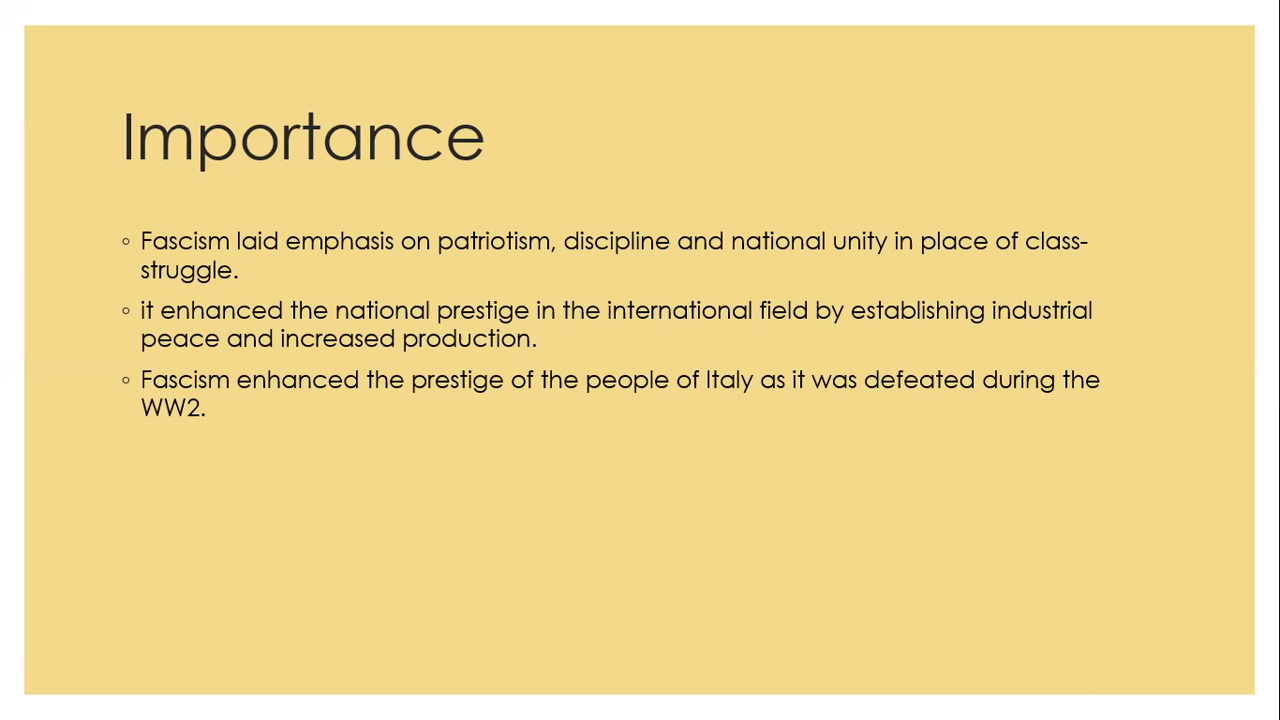 Importance
◦ Fascism laid emphasis on patriotism, discipline and national unity in place of class-
struggle.
◦ it enhanced the national prestige in the international field by establishing industrial
peace and increased production.
◦ Fascism enhanced the prestige of the people of Italy as it was defeated during the
WW2.